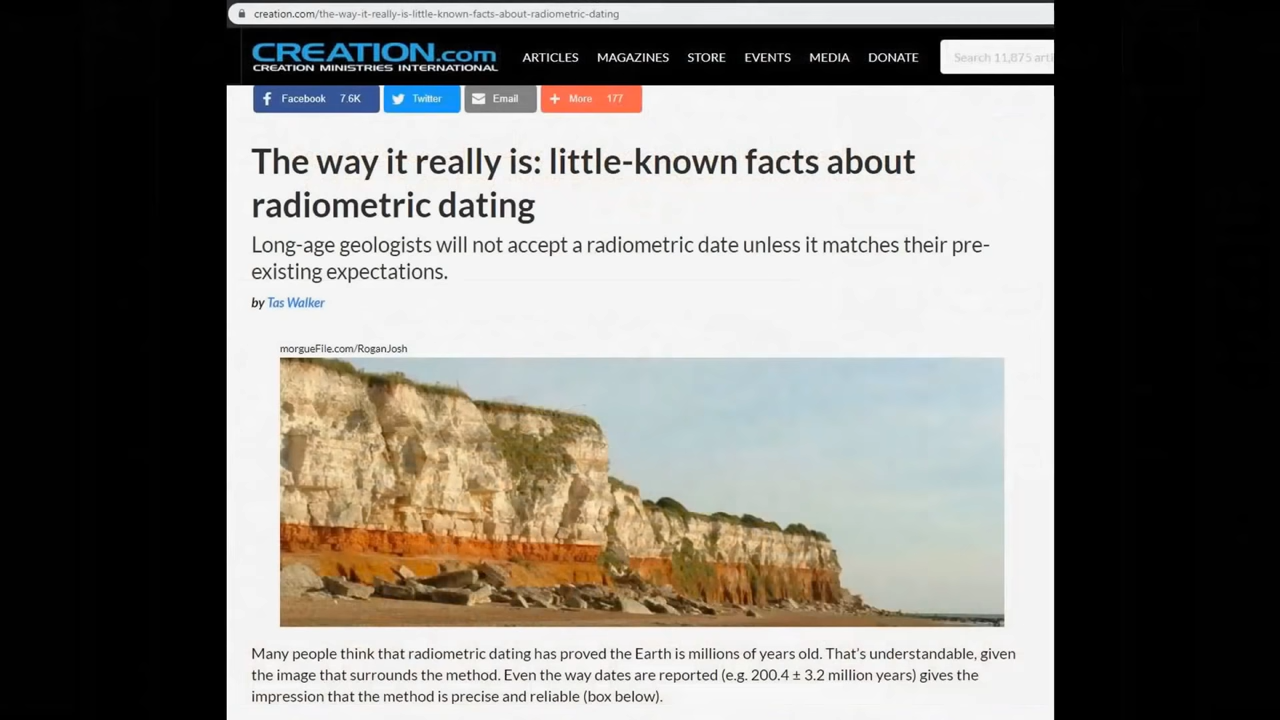 creation.com/the-way-it-really-is-little-known-facts-about-radiometric-dating
CREATION.com
CREATION MINISTRIES INTERNATIONAL
ARTICLES MAGAZINES STORE EVENTS MEDIA DONATE Search 11,875 arti
Facebook 7.6K Twitter Email More 177
The way it really is: little-known facts about
radiometric dating
Long-age geologists will not accept a radiometric date unless it matches their pre-
existing expectations.
by Tas Walker
morgueFile.com/RoganJosh
Many people think that radiometric dating has proved the Earth is millions of years old. That's understandable, given
the image that surrounds the method. Even the way dates are reported (e.g. 200.4 ± 3.2 million years) gives the
impression that the method is precise and reliable (box below).